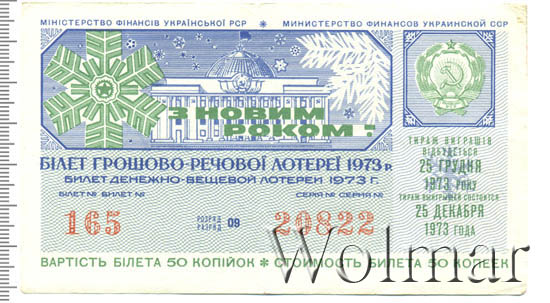 МІНІСТЕРСТВО ФІНАНСІВ УКРАЇНСЬКОЇ РСР * МИНИСТЕРСТВО ФИНАНСОВ УКРАИНСКОЙ ССР
З НОВИМ
РОКОМ!
БІЛЕТ ГРОШОВО-РЕЧОВОЇ ЛОТЕРЕЇ 1973 р.
БИЛЕТ ДЕНЕЖНО-ВЕЩЕВОЙ ЛОТЕРЕИ 1973 г.
БІЛЕТ № БИЛЕТ № СЕРІЯ № СЕРИЯ №
165 РОЗРЯД РАЗРЯД 09 20822
ТИРАЖ ВИГРАШІВ
ВІДБУДЕТЬСЯ
25 ГРУДНЯ
1973 РОКУ
ТИРАЖ ВЫИГРЫШЕЙ СОСТОИТСЯ
25 ДЕКАБРЯ
1973 ГОДА
ВАРТІСТЬ БІЛЕТА 50 КОПІЙОК * СТОИМОСТЬ БИЛЕТА 50 КОПЕЕК
Wolmar